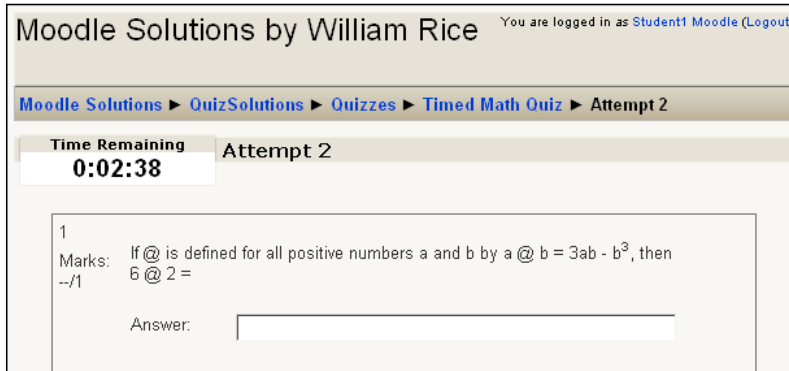 Moodle Solutions by William Rice
You are logged in as Student1 Moodle (Logout
Moodle Solutions ► QuizSolutions ► Quizzes ► Timed Math Quiz ► Attempt 2
Time Remaining
0:02:38
Attempt 2
1
Marks:
--/1
If @ is defined for all positive numbers a and b by a @ b = 3ab - b³, then
6 @ 2 =
Answer: